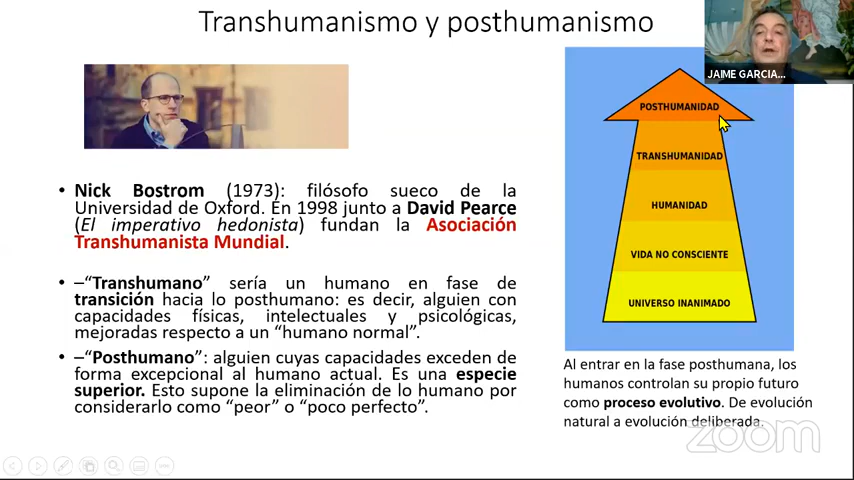 Transhumanismo y posthumanismo
JAIME GARCIA...
• Nick Bostrom (1973): filósofo sueco de la
Universidad de Oxford. En 1998 junto a David Pearce
(El imperativo hedonista) fundan la Asociación
Transhumanista Mundial.
• –“Transhumano” sería un humano en fase de
transición hacia lo posthumano: es decir, alguien con
capacidades físicas, intelectuales y psicológicas,
mejoradas respecto a un “humano normal”.
• –“Posthumano”: alguien cuyas capacidades exceden de
forma excepcional al humano actual. Es una especie
superior. Esto supone la eliminación de lo humano por
considerarlo como “peor” o “poco perfecto”.
POSTHUMANIDAD
TRANSHUMANIDAD
HUMANIDAD
VIDA NO CONSCIENTE
UNIVERSO INANIMADO
Al entrar en la fase posthumana, los
humanos controlan su propio futuro
como proceso evolutivo. De evolución
natural a evolución deliberada.
zoom